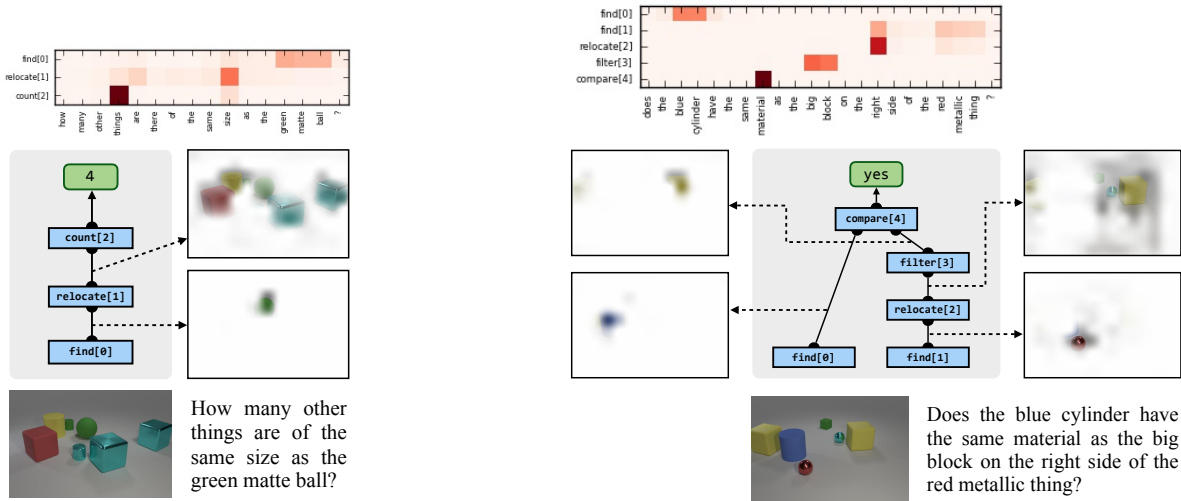 find[0]
relocate[1]
count[2]
how many other things are there of the same size as the green matte ball ?
4
count[2]
relocate[1]
find[0]
How many other
things are of the
same size as the
green matte ball?
find[0]
find[1]
relocate[2]
filter[3]
compare[4]
does the blue cylinder have the same material as the big block on the right side of the red metallic thing ?
yes
compare[4]
filter[3]
relocate[2]
find[0] find[1]
Does the blue cylinder have
the same material as the big
block on the right side of the
red metallic thing?